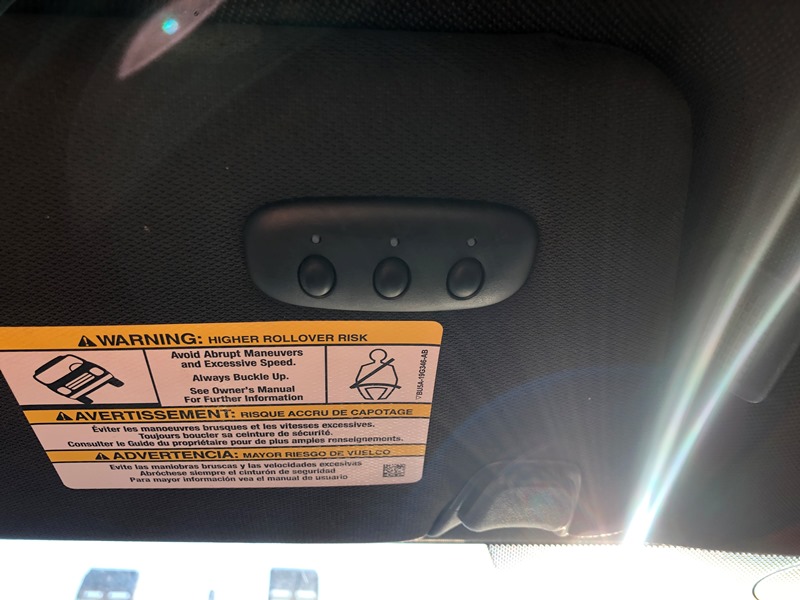 WARNING: HIGHER ROLLOVER RISK
Avoid Abrupt Maneuvers
and Excessive Speed.
Always Buckle Up.
See Owner's Manual
For Further Information
BU5A-19G346-AB
AVERTISSEMENT: RISQUE ACCRU DE CAPOTAGE
Éviter les manoeuvres brusques et les vitesses excessives.
Toujours boucler sa ceinture de sécurité.
Consulter le Guide du propriétaire pour de plus amples renseignements.
ADVERTENCIA: MAYOR RIESGO DE VUELCO
Evite las maniobras bruscas y las velocidades excesivas
Abróchese siempre el cinturón de seguridad
Para mayor información vea el manual de usuario